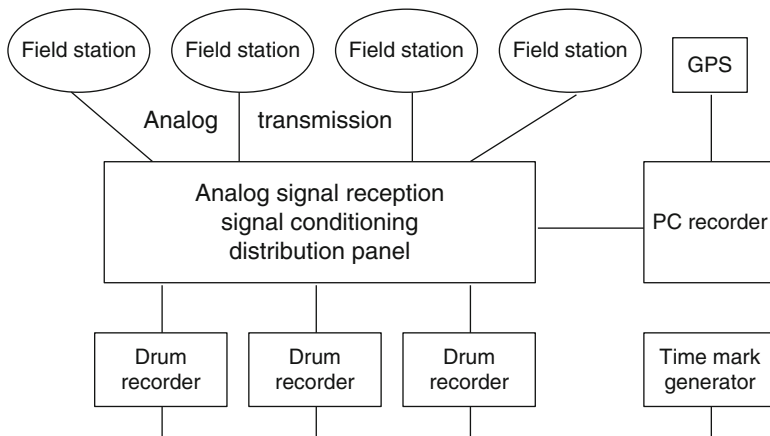 Field station
Field station
Field station
Field station
GPS
Analog transmission
Analog signal reception
signal conditioning
distribution panel
PC recorder
Drum
recorder
Drum
recorder
Drum
recorder
Time mark
generator